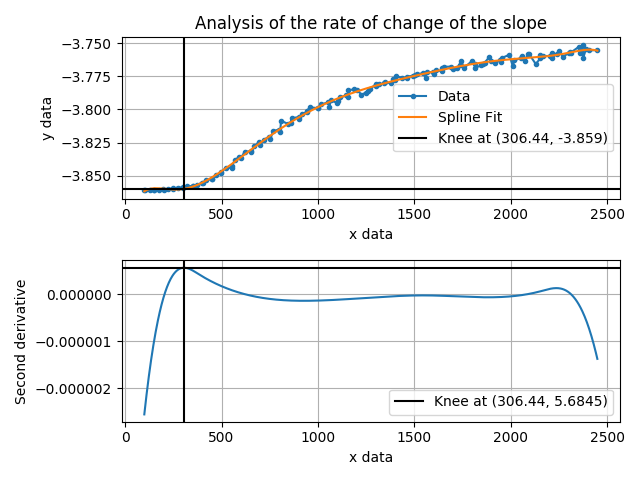 Analysis of the rate of change of the slope
y data
−3.750
−3.775
−3.800
−3.825
−3.850
Data
Spline Fit
Knee at (306.44, -3.859)
0 500 1000 1500 2000 2500
x data
Second derivative
0.000000
−0.000001
−0.000002
Knee at (306.44, 5.6845)
0 500 1000 1500 2000 2500
x data